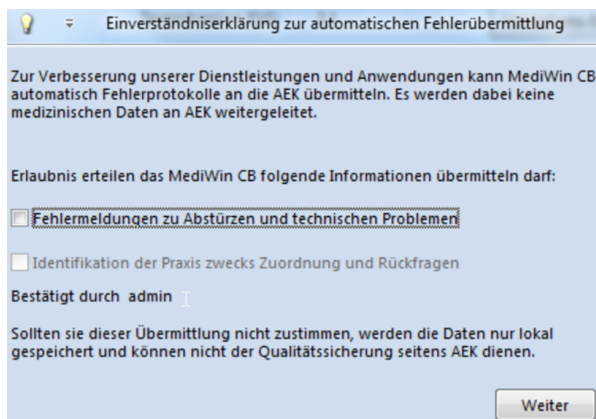 Einverständniserklärung zur automatischen Fehlerübermittlung
Zur Verbesserung unserer Dienstleistungen und Anwendungen kann MediWin CB
automatisch Fehlerprotokolle an die AEK übermitteln. Es werden dabei keine
medizinischen Daten an AEK weitergeleitet.
Erlaubnis erteilen das MediWin CB folgende Informationen übermitteln darf:
Fehlermeldungen zu Abstürzen und technischen Problemen
Identifikation der Praxis zwecks Zuordnung und Rückfragen
Bestätigt durch admin
Sollten sie dieser Übermittlung nicht zustimmen, werden die Daten nur lokal
gespeichert und können nicht der Qualitätssicherung seitens AEK dienen.
Weiter